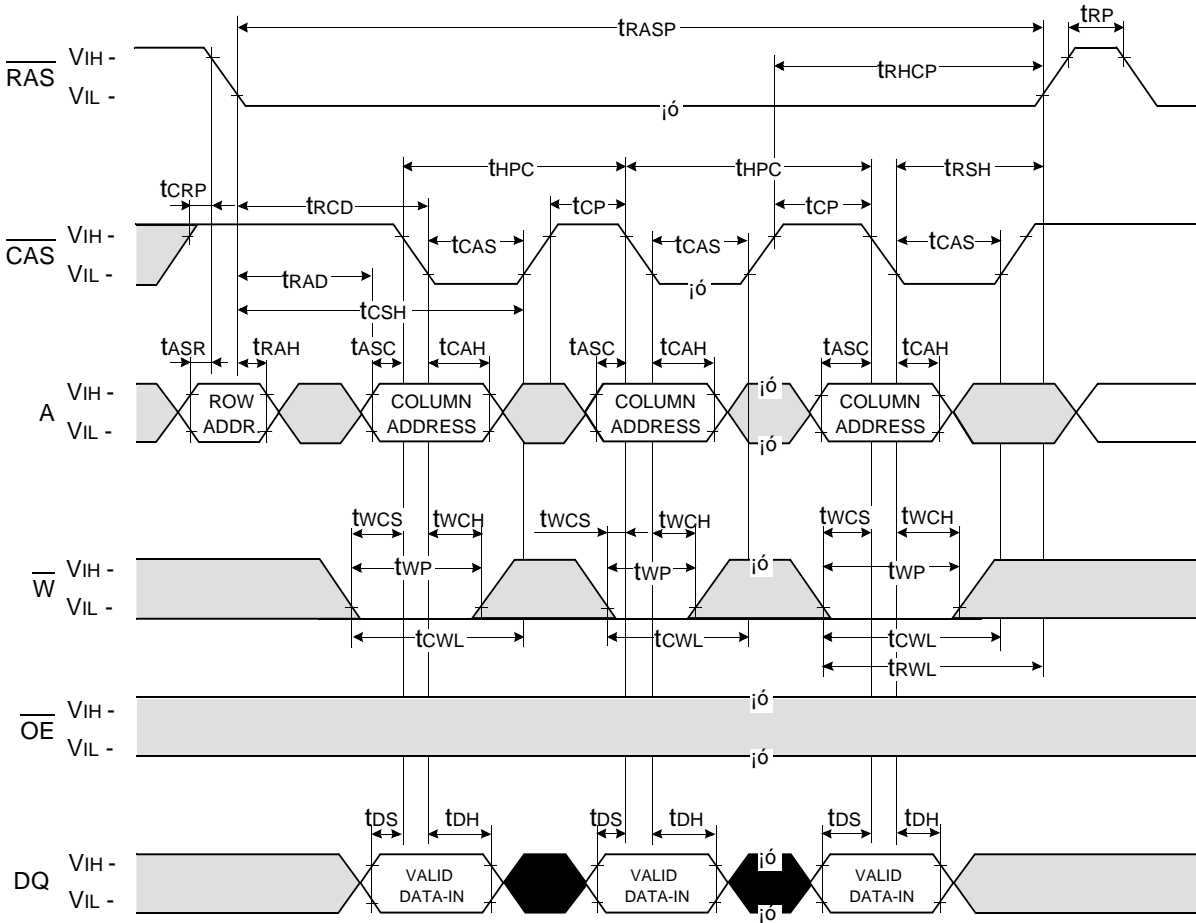 tRASP
tRP
RAS
VIH -
VIL -
tRHCP
¡ó
tHPC
tHPC
tRSH
tCRP
tRCD
tCP
tCP
CAS
VIH -
VIL -
tCAS
tCAS
tCAS
tRAD
¡ó
tCSH
tASR
tRAH
tASC
tCAH
tASC
tCAH
tASC
tCAH
A
VIH -
VIL -
ROW
ADDR.
COLUMN
ADDRESS
COLUMN
ADDRESS
¡ó
¡ó
COLUMN
ADDRESS
tWCS
tWCH
tWCS
tWCH
tWCS
tWCH
W
VIH -
VIL -
tWP
tWP
¡ó
tWP
tCWL
tCWL
tCWL
tRWL
OE
VIH -
VIL -
¡ó
¡ó
tDS
tDH
tDS
tDH
tDS
tDH
DQ
VIH -
VIL -
VALID
DATA-IN
VALID
DATA-IN
¡ó
¡ó
VALID
DATA-IN